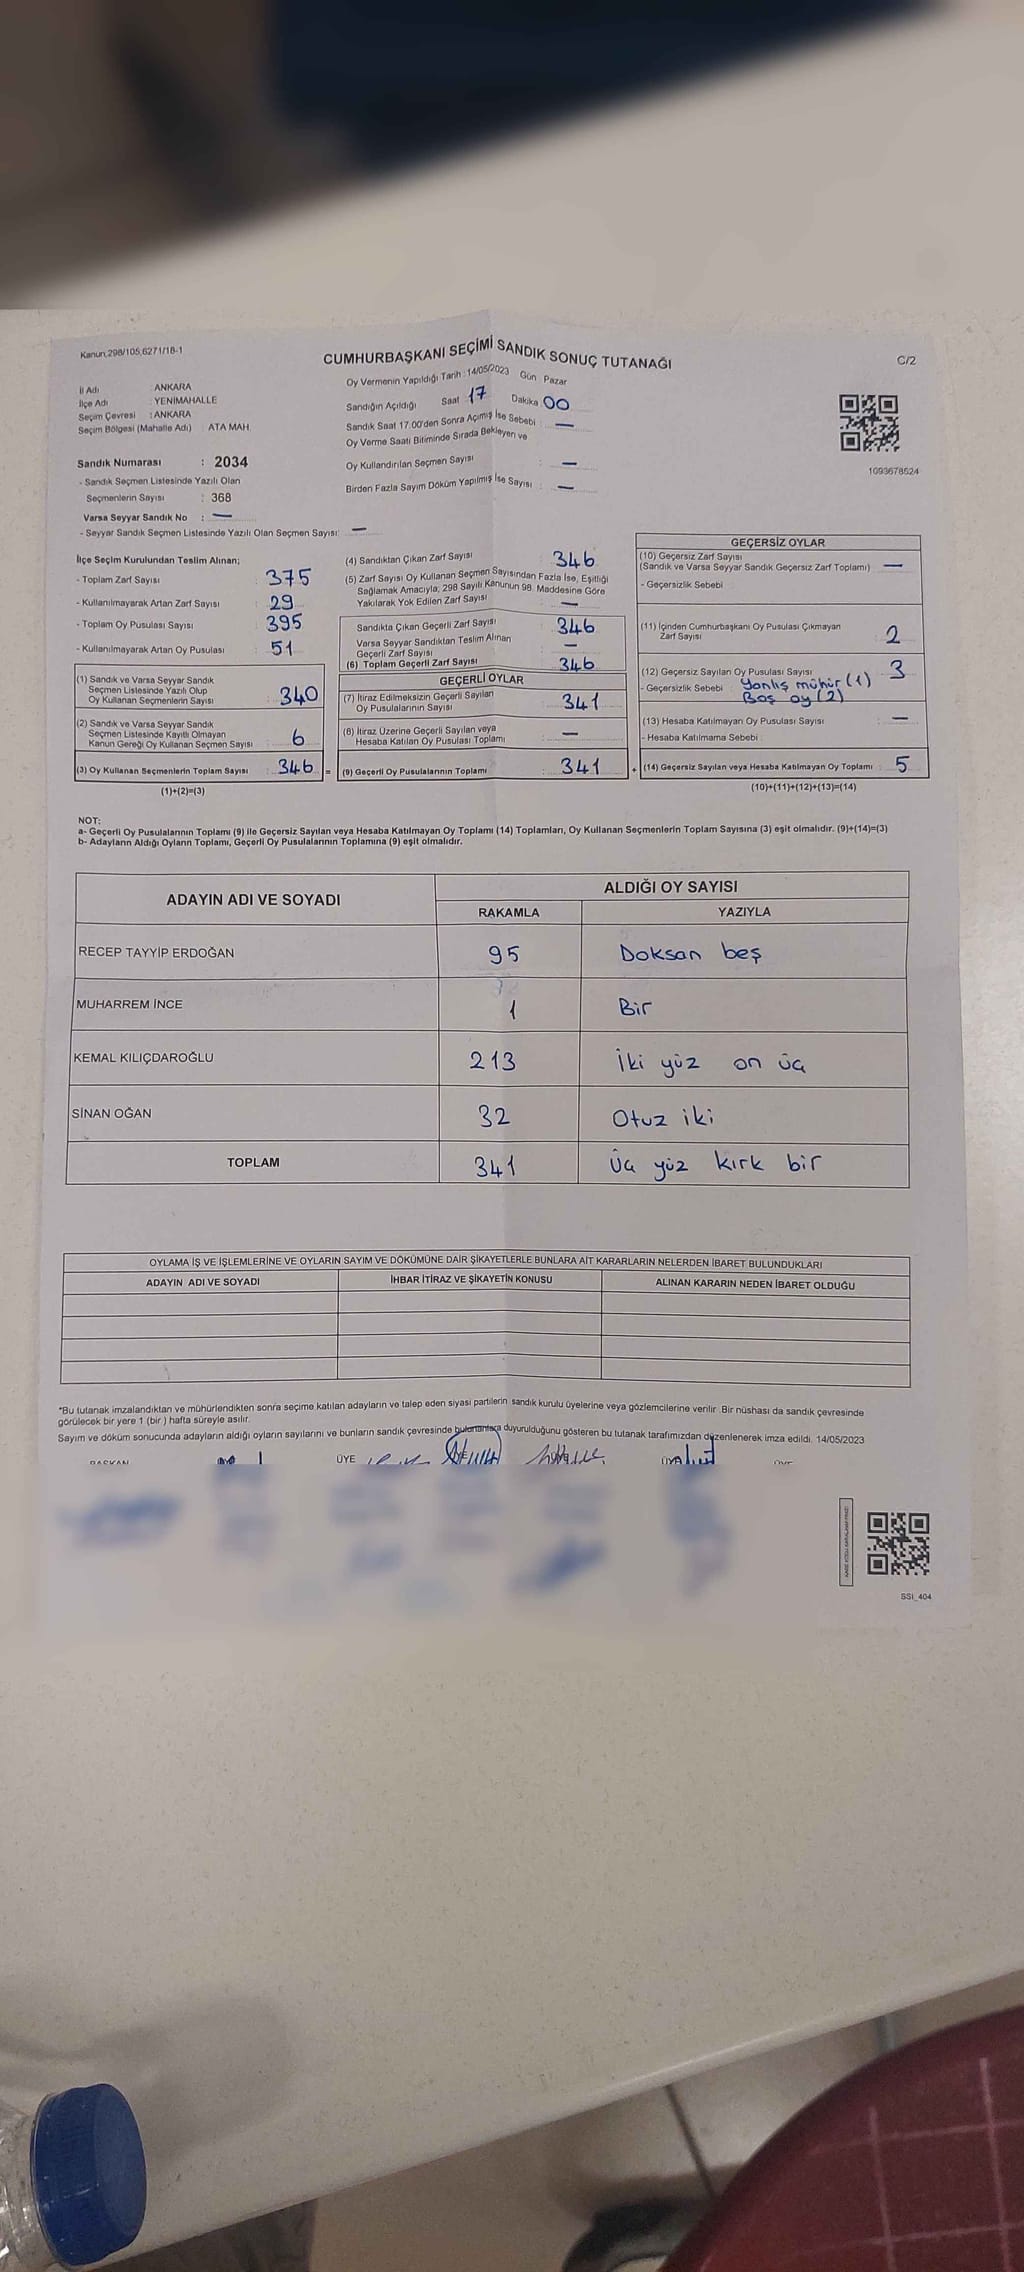 Kanun,298/105,6271/18-1
CUMHURBAŞKANI SEÇİMİ SANDIK SONUÇ TUTANAĞI
C/2
İl Adı ANKARA
İlçe Adı : YENİMAHALLE
Seçim Çevresi : ANKARA
Seçim Bölgesi (Mahalle Adı) : ATA MAH.
Sandık Numarası : 2034
- Sandık Seçmen Listesinde Yazılı Olan
Seçmenlerin Sayısı : 368
Varsa Seyyar Sandık No : —
- Seyyar Sandık Seçmen Listesinde Yazılı Olan Seçmen Sayısı: —
Oy Vermenin Yapıldığı Tarih :14/05/2023 Gün Pazar
Sandığın Açıldığı Saat 17 Dakika 00
Sandık Saat 17.00'den Sonra Açımış İse Sebebi : —
Oy Verme Saati Bitiminde Sırada Bekleyen ve
Oy Kullandırılan Seçmen Sayısı : —
Birden Fazla Sayım Döküm Yapılmış İse Sayısı : —
1093678524
İlçe Seçim Kurulundan Teslim Alınan;
- Toplam Zarf Sayısı : 375
- Kullanılmayarak Artan Zarf Sayısı : 29
- Toplam Oy Pusulası Sayısı : 395
- Kullanılmayarak Artan Oy Pusulası : 51
(1) Sandık ve Varsa Seyyar Sandık
Seçmen Listesinde Yazılı Olup
Oy Kullanan Seçmenlerin Sayısı : 340
(2) Sandık ve Varsa Seyyar Sandık
Seçmen Listesinde Kayıtlı Olmayan
Kanun Gereği Oy Kullanan Seçmen Sayısı : 6
(3) Oy Kullanan Seçmenlerin Toplam Sayısı : 346 =
(1)+(2)=(3)
(4) Sandıktan Çıkan Zarf Sayısı : 346
(5) Zarf Sayısı Oy Kullanan Seçmen Sayısından Fazla İse, Eşitliği
Sağlamak Amacıyla, 298 Sayılı Kanunun 98. Maddesine Göre
Yakılarak Yok Edilen Zarf Sayısı : —
Sandıkta Çıkan Geçerli Zarf Sayısı : 346
Varsa Seyyar Sandıktan Teslim Alınan
Geçerli Zarf Sayısı : —
(6) Toplam Geçerli Zarf Sayısı : 346
GEÇERLİ OYLAR
(7) İtiraz Edilmeksizin Geçerli Sayılan
Oy Pusulalarının Sayısı : 341
(8) İtiraz Üzerine Geçerli Sayılan veya
Hesaba Katılan Oy Pusulası Toplamı : —
(9) Geçerli Oy Pusulalarının Toplamı : 341 +
GEÇERSİZ OYLAR
(10) Geçersiz Zarf Sayısı
(Sandık ve Varsa Seyyar Sandık Geçersiz Zarf Toplamı) : —
- Geçersizlik Sebebi :
(11) İçinden Cumhurbaşkanı Oy Pusulası Çıkmayan
Zarf Sayısı : 2
(12) Geçersiz Sayılan Oy Pusulası Sayısı : 3
- Geçersizlik Sebebi : Yanlış mühür (1)
Boş oy (2)
(13) Hesaba Katılmayan Oy Pusulası Sayısı : —
- Hesaba Katılmama Sebebi :
(14) Geçersiz Sayılan veya Hesaba Katılmayan Oy Toplamı : 5
(10)+(11)+(12)+(13)=(14)
NOT:
a- Geçerli Oy Pusulalarının Toplamı (9) ile Geçersiz Sayılan veya Hesaba Katılmayan Oy Toplamı (14) Toplamları, Oy Kullanan Seçmenlerin Toplam Sayısına (3) eşit olmalıdır. (9)+(14)=(3)
b- Adayların Aldığı Oyların Toplamı, Geçerli Oy Pusulalarının Toplamına (9) eşit olmalıdır.
ADAYIN ADI VE SOYADI
ALDIĞI OY SAYISI
RAKAMLA YAZIYLA
RECEP TAYYİP ERDOĞAN 95 Doksan beş
MUHARREM İNCE 1 Bir
KEMAL KILIÇDAROĞLU 213 İki yüz on üç
SİNAN OĞAN 32 Otuz iki
TOPLAM 341 Üç yüz kırk bir
OYLAMA İŞ VE İŞLEMLERİNE VE OYLARIN SAYIM VE DÖKÜMÜNE DAİR ŞİKAYETLERLE BUNLARA AİT KARARLARIN NELERDEN İBARET BULUNDUKLARI
ADAYIN ADI VE SOYADI İHBAR İTİRAZ VE ŞİKAYETİN KONUSU ALINAN KARARIN NEDEN İBARET OLDUĞU
*Bu tutanak imzalandıktan ve mühürlendikten sonra seçime katılan adayların ve talep eden siyasi partilerin sandık kurulu üyelerine veya gözlemcilerine verilir. Bir nüshası da sandık çevresinde
görülecek bir yere 1 (bir ) hafta süreyle asılır.
Sayım ve döküm sonucunda adayların aldığı oyların sayılarını ve bunların sandık çevresinde bulunanlara duyurulduğunu gösteren bu tutanak tarafımızdan düzenlenerek imza edildi. 14/05/2023
BAŞKAN ÜYE
SSI_404